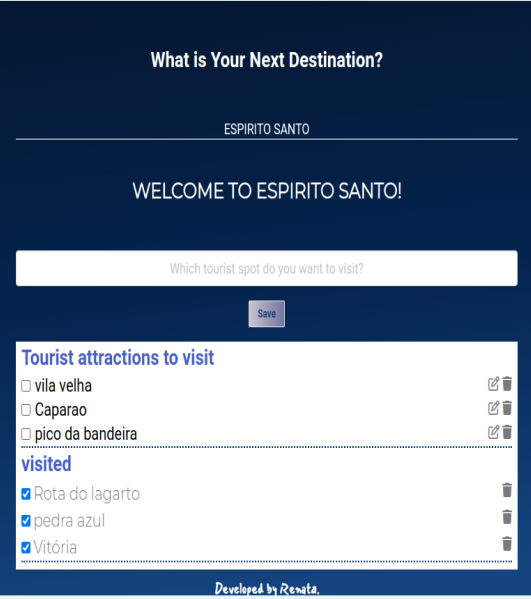 What is Your Next Destination?
ESPIRITO SANTO
WELCOME TO ESPIRITO SANTO!
Which tourist spot do you want to visit?
Save
Tourist attractions to visit
vila velha
Caparao
pico da bandeira
visited
Rota do lagarto
pedra azul
Vitória
Developed by Renata.